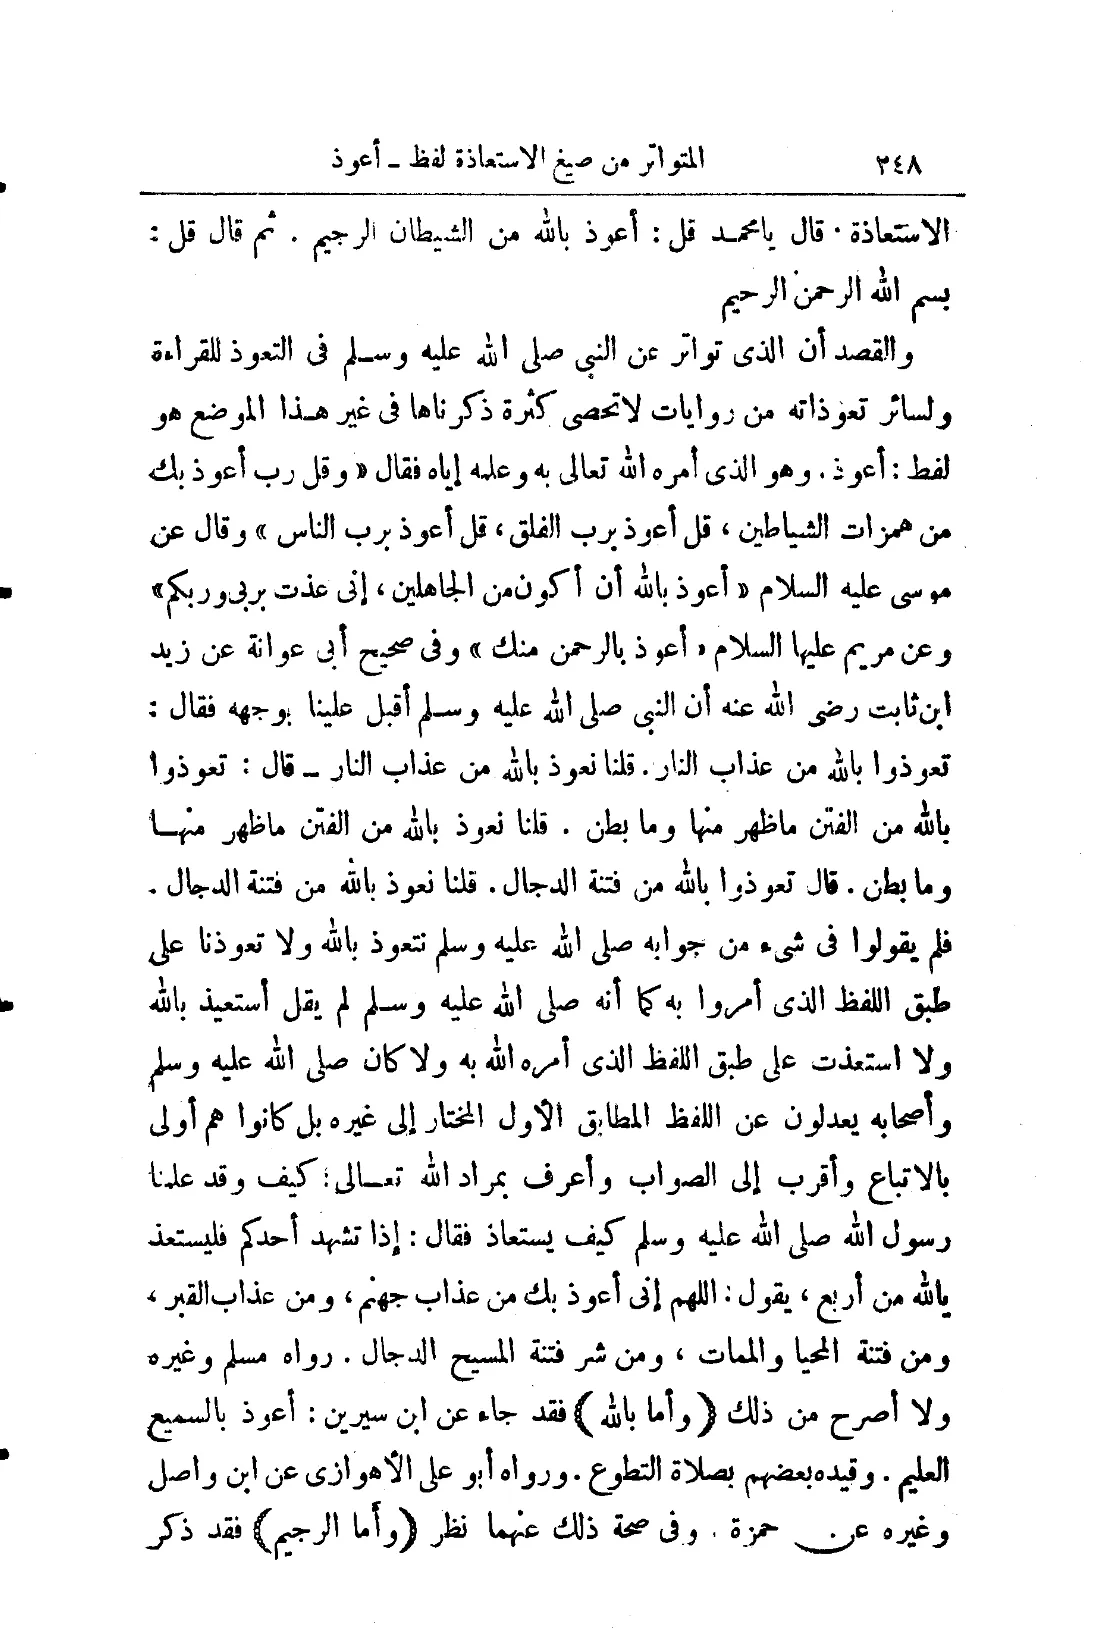 ٢٤٨ المتواتر من صيغ الاستعاذة لفظ ـ أعوذ
الاستعاذة . قال يا محمد قل : أعوذ بالله من الشيطان الرجيم . ثم قال قل :
بسم الله الرحمن الرحيم
والقصد أن الذى تواتر عن النبي صلى الله عليه وسلم فى التعوذ للقراءة
ولسائر تعوذاته من روايات لا تحصى كثرة ذكرناها فى غير هذا الموضع هو
لفظ : أعوذ . وهو الذى أمره الله تعالى به وعلمه إياه فقال « وقل رب أعوذ بك
من همزات الشياطين ، قل أعوذ برب الفلق ، قل أعوذ برب الناس » وقال عن
موسى عليه السلام « أعوذ بالله أن أكون من الجاهلين ، إنى عذت بربى وربكم »
وعن مريم عليها السلام « أعوذ بالرحمن منك » وفى صحيح أبى عوانة عن زيد
ابن ثابت رضى الله عنه أن النبي صلى الله عليه وسلم أقبل علينا بوجهه فقال :
تعوذوا بالله من عذاب النار . قلنا نعوذ بالله من عذاب النار ـ قال : تعوذوا
بالله من الفتن ماظهر منها وما بطن . قلنا نعوذ بالله من الفتن ماظهر منها
وما بطن . قال تعوذوا بالله من فتنة الدجال . قلنا نعوذ بالله من فتنة الدجال .
فلم يقولوا فى شىء من جوابه صلى الله عليه وسلم نتعوذ بالله ولا تعوذنا على
طبق اللفظ الذى أمروا به كما أنه صلى الله عليه وسلم لم يقل أستعيذ بالله
ولا استعذت على طبق اللفظ الذى أمره الله به ولا كان صلى الله عليه وسلم
وأصحابه يعدلون عن اللفظ المطابق الأول المختار إلى غيره بل كانوا هم أولى
بالاتباع وأقرب إلى الصواب وأعرف بمراد الله تعالى : كيف وقد علمنا
رسول الله صلى الله عليه وسلم كيف يستعاذ فقال : إذا تشهد أحدكم فليستعذ
بالله من أربع ، يقول : اللهم إنى أعوذ بك من عذاب جهنم ، ومن عذاب القبر ،
ومن فتنة المحيا والممات ، ومن شر فتنة المسيح الدجال . رواه مسلم وغيره
ولا أصرح من ذلك (وأما بالله) فقد جاء عن ابن سيرين : أعوذ بالسميع
العليم . وقيده بعضهم بصلاة التطوع . ورواه أبو على الأهوازى عن ابن واصل
وغيره عن حمزة . وفى صحة ذلك عنهما نظر (وأما الرجيم) فقد ذكر